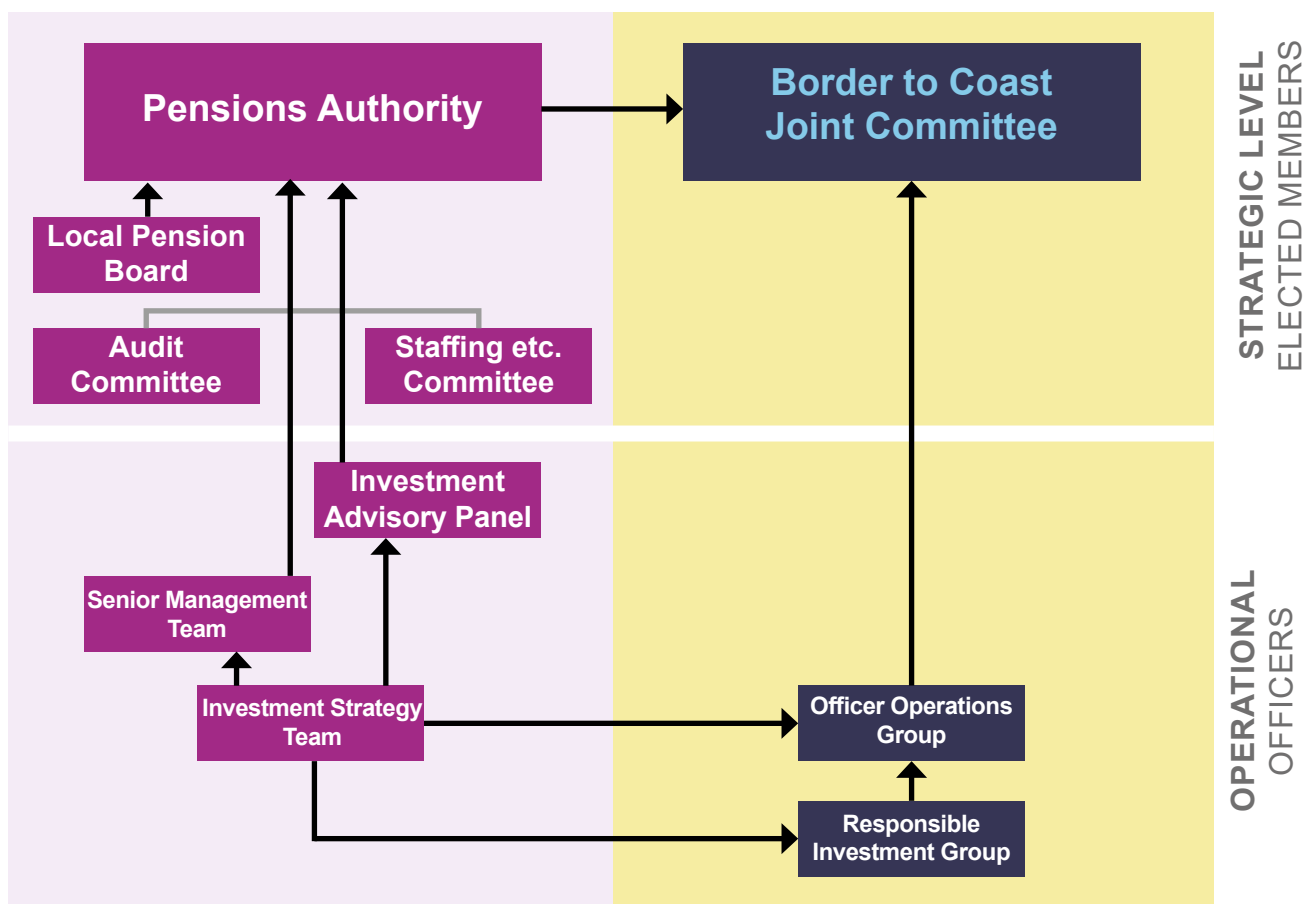 Pensions Authority
Border to Coast
Joint Committee
Local Pension
Board
Audit
Committee
Staffing etc.
Committee
STRATEGIC LEVEL
ELECTED MEMBERS
Investment
Advisory Panel
Senior Management
Team
Investment Strategy
Team
Officer Operations
Group
Responsible
Investment Group
OPERATIONAL
OFFICERS